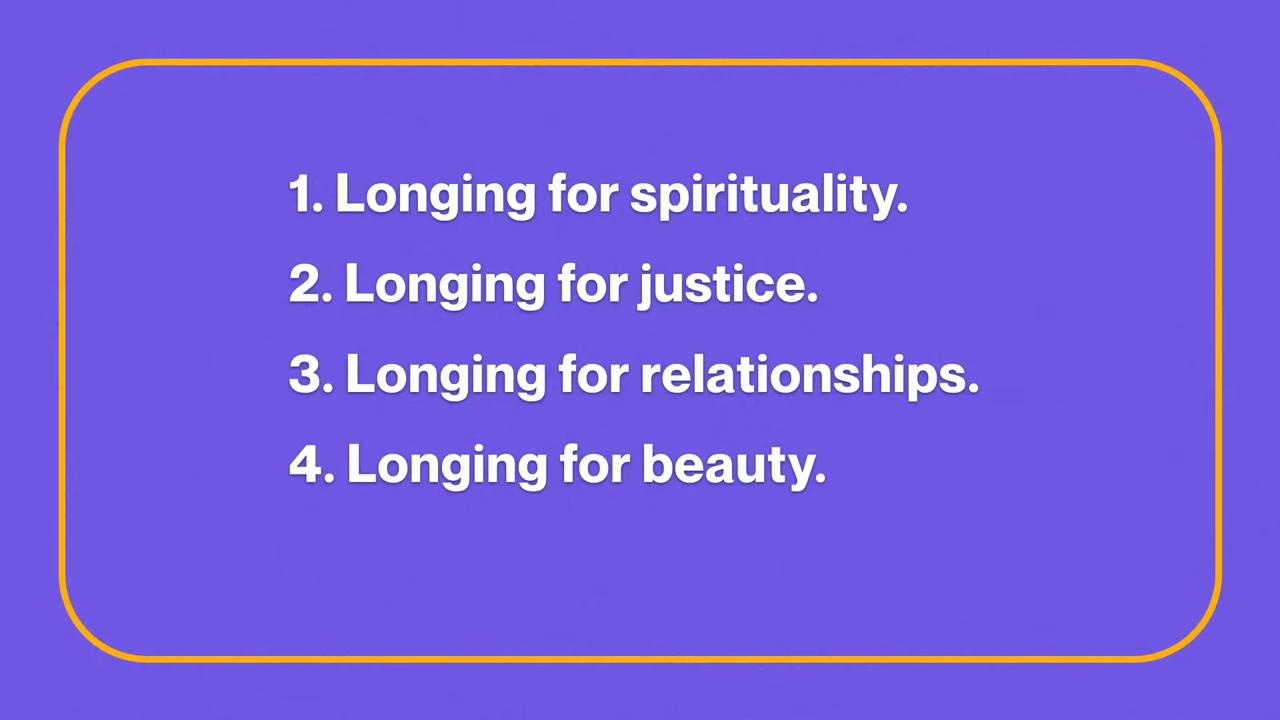 1. Longing for spirituality.
2. Longing for justice.
3. Longing for relationships.
4. Longing for beauty.